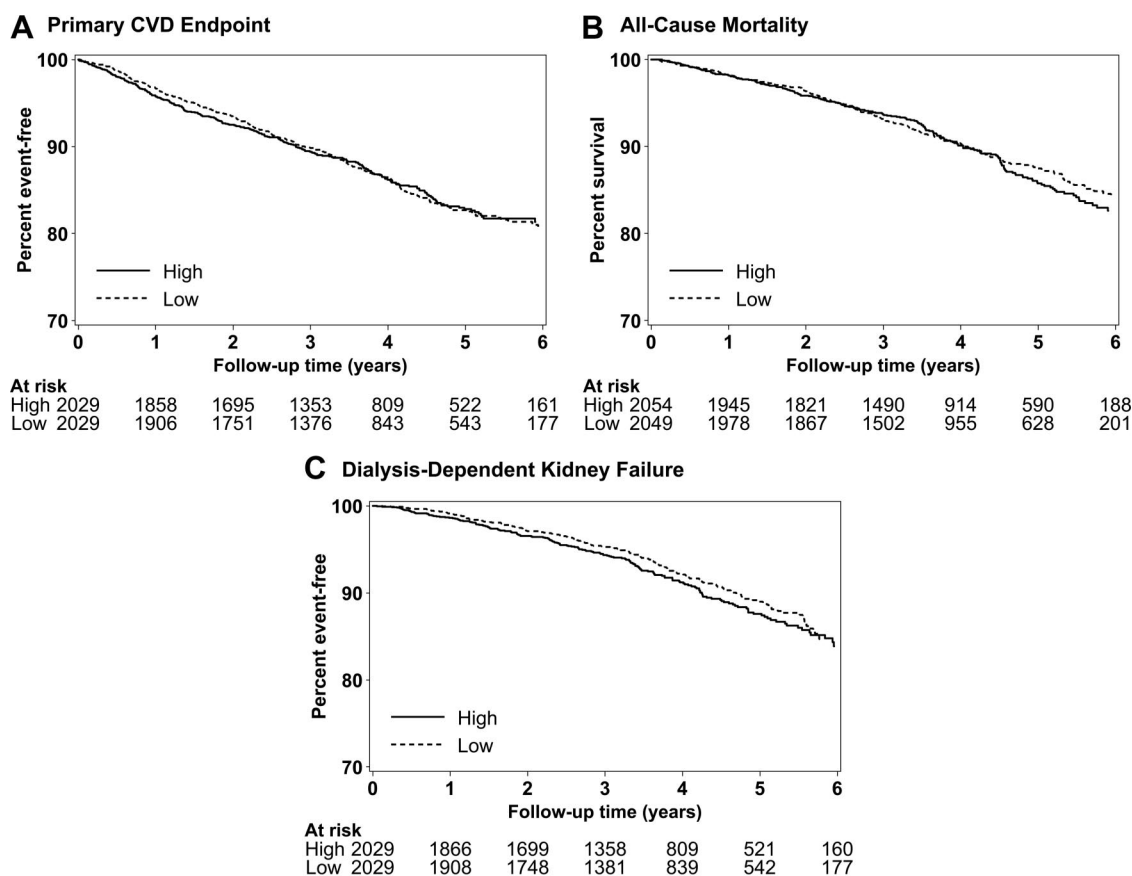 A Primary CVD Endpoint
Percent event-free
100
90
80
70
High
Low
0 1 2 3 4 5 6
Follow-up time (years)
At risk
High 2029 1858 1695 1353 809 522 161
Low 2029 1906 1751 1376 843 543 177
B All-Cause Mortality
Percent survival
100
90
80
70
High
Low
0 1 2 3 4 5 6
Follow-up time (years)
At risk
High 2054 1945 1821 1490 914 590 188
Low 2049 1978 1867 1502 955 628 201
C Dialysis-Dependent Kidney Failure
Percent event-free
100
90
80
70
High
Low
0 1 2 3 4 5 6
Follow-up time (years)
At risk
High 2029 1866 1699 1358 809 521 160
Low 2029 1908 1748 1381 839 542 177